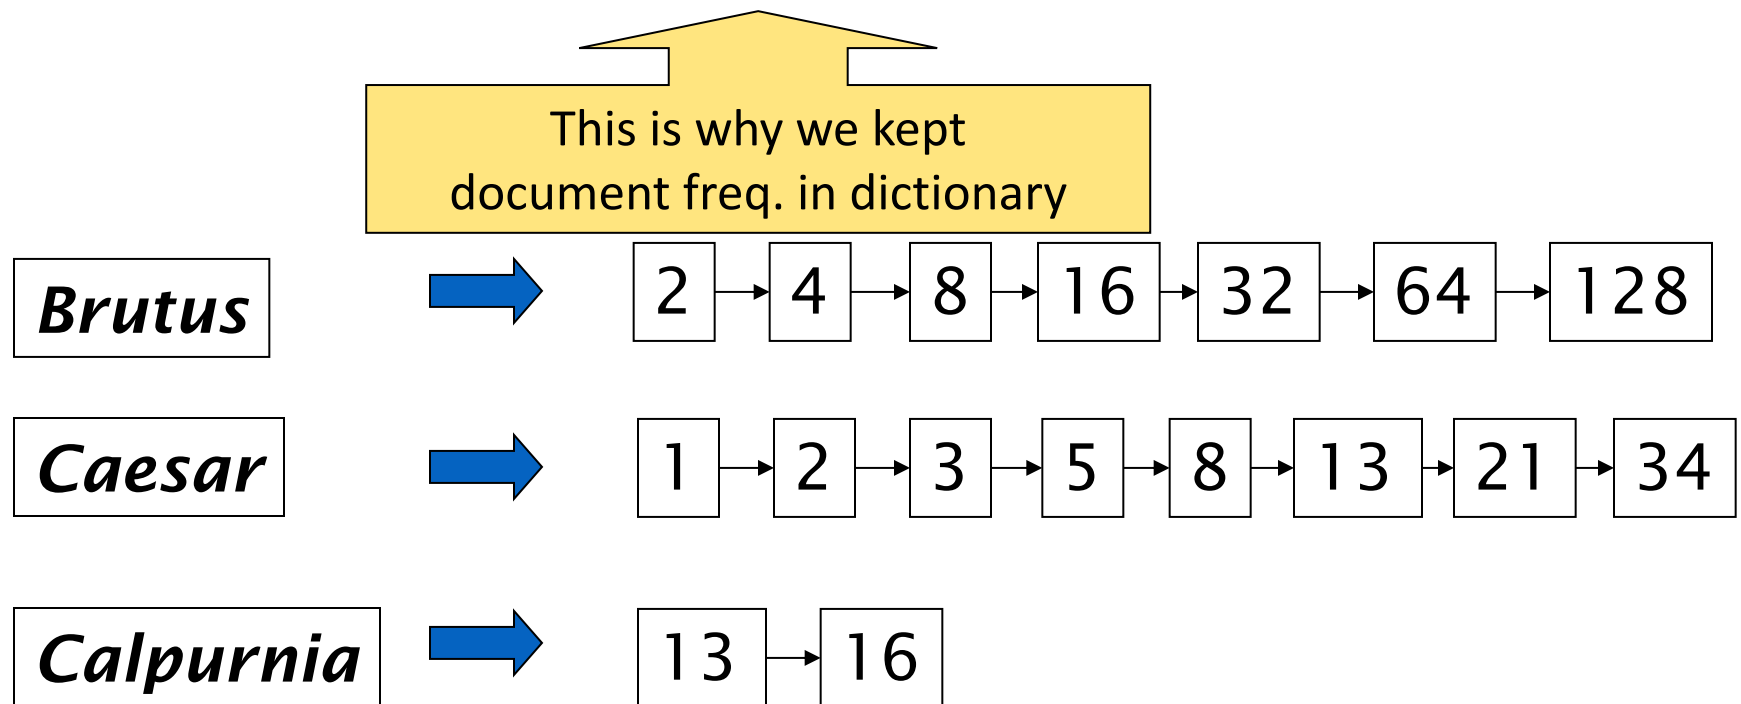 This is why we kept
document freq. in dictionary
Brutus 2 4 8 16 32 64 128
Caesar 1 2 3 5 8 13 21 34
Calpurnia 13 16